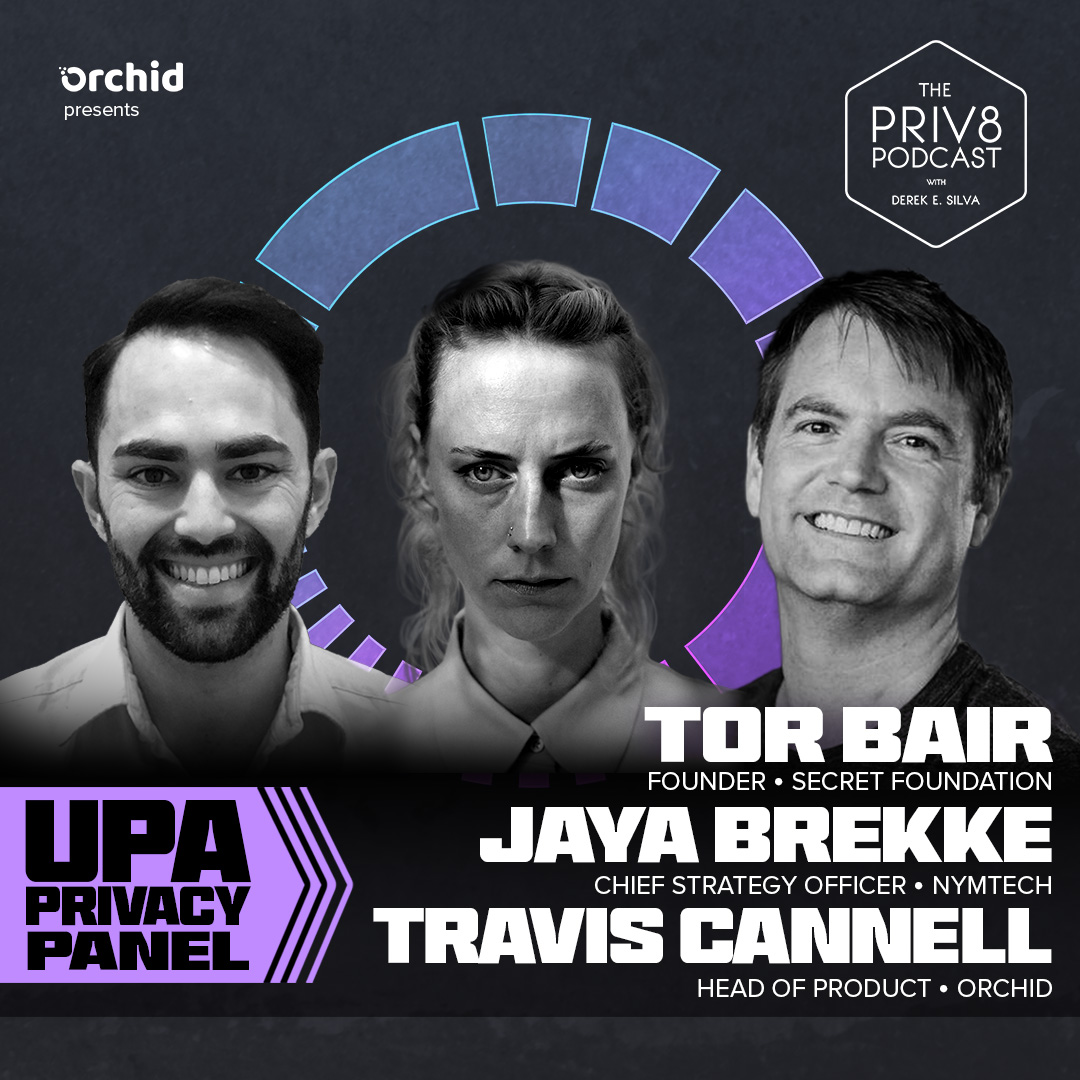 Orchid
presents
THE
PRIV8
PODCAST
WITH
DEREK E. SILVA
TOR BAIR
FOUNDER • SECRET FOUNDATION
JAYA BREKKE
CHIEF STRATEGY OFFICER • NYMTECH
TRAVIS CANNELL
HEAD OF PRODUCT • ORCHID
UPA
PRIVACY
PANEL